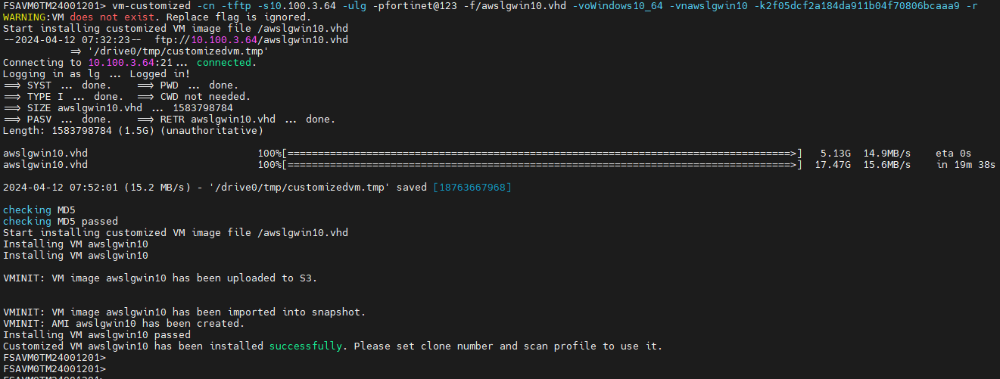 FSAVM0TM24001201> vm-customized -cn -tftp -s10.100.3.64 -ulg -pfortinet@123 -f/awslgwin10.vhd -voWindows10_64 -vnawslgwin10 -k2f05dcf2a184da911b04f70806bcaaa9 -r
WARNING:VM does not exist. Replace flag is ignored.
Start installing customized VM image file /awslgwin10.vhd
--2024-04-12 07:32:23-- ftp://10.100.3.64/awslgwin10.vhd
=> '/drive0/tmp/customizedvm.tmp'
Connecting to 10.100.3.64:21... connected.
Logging in as lg ... Logged in!
==> SYST ... done. ==> PWD ... done.
==> TYPE I ... done. ==> CWD not needed.
==> SIZE awslgwin10.vhd ... 1583798784
==> PASV ... done. ==> RETR awslgwin10.vhd ... done.
Length: 1583798784 (1.5G) (unauthoritative)
awslgwin10.vhd 100%[===================================================================================>] 5.13G 14.9MB/s eta 0s
awslgwin10.vhd 100%[===================================================================================>] 17.47G 15.6MB/s in 19m 38s
2024-04-12 07:52:01 (15.2 MB/s) - '/drive0/tmp/customizedvm.tmp' saved [18763667968]
checking MD5
checking MD5 passed
Start installing customized VM image file /awslgwin10.vhd
Installing VM awslgwin10
Installing VM awslgwin10
VMINIT: VM image awslgwin10 has been uploaded to S3.
VMINIT: VM image awslgwin10 has been imported into snapshot.
VMINIT: AMI awslgwin10 has been created.
Installing VM awslgwin10 passed
Customized VM awslgwin10 has been installed successfully. Please set clone number and scan profile to use it.
FSAVM0TM24001201>
FSAVM0TM24001201>
FSAVM0TM24001201>